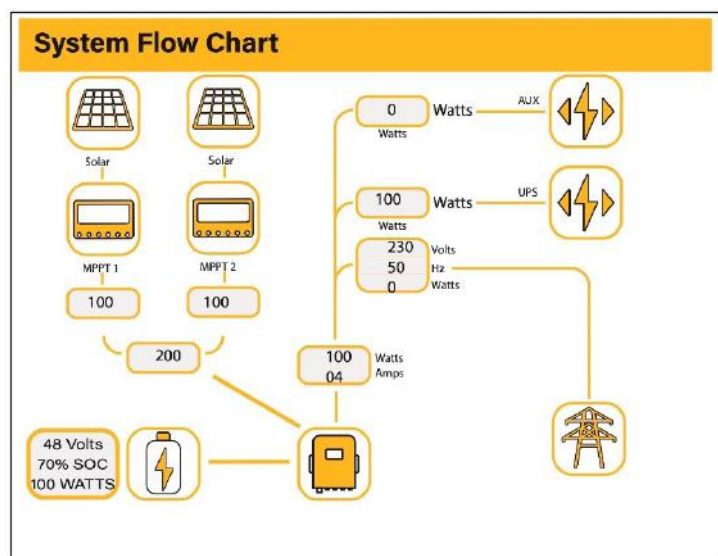 System Flow Chart
Solar
Solar
MPPT 1
MPPT 2
100
100
200
48 Volts
70% SOC
100 WATTS
0 Watts
Watts
AUX
100 Watts
Watts
UPS
230 Volts
50 Hz
0 Watts
100 Watts
04 Amps